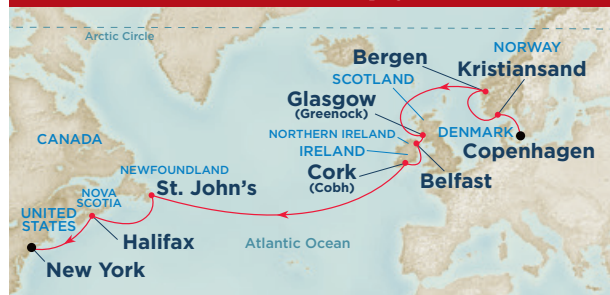 Arctic Circle
Bergen
NORWAY
Kristiansand
SCOTLAND
Glasgow
(Greenock)
NORTHERN IRELAND
DENMARK
CANADA
IRELAND
Copenhagen
Cork
(Cobh)
Belfast
NEWFOUNDLAND
St. John's
NOVA
SCOTIA
UNITED
STATES
Halifax
Atlantic Ocean
New York